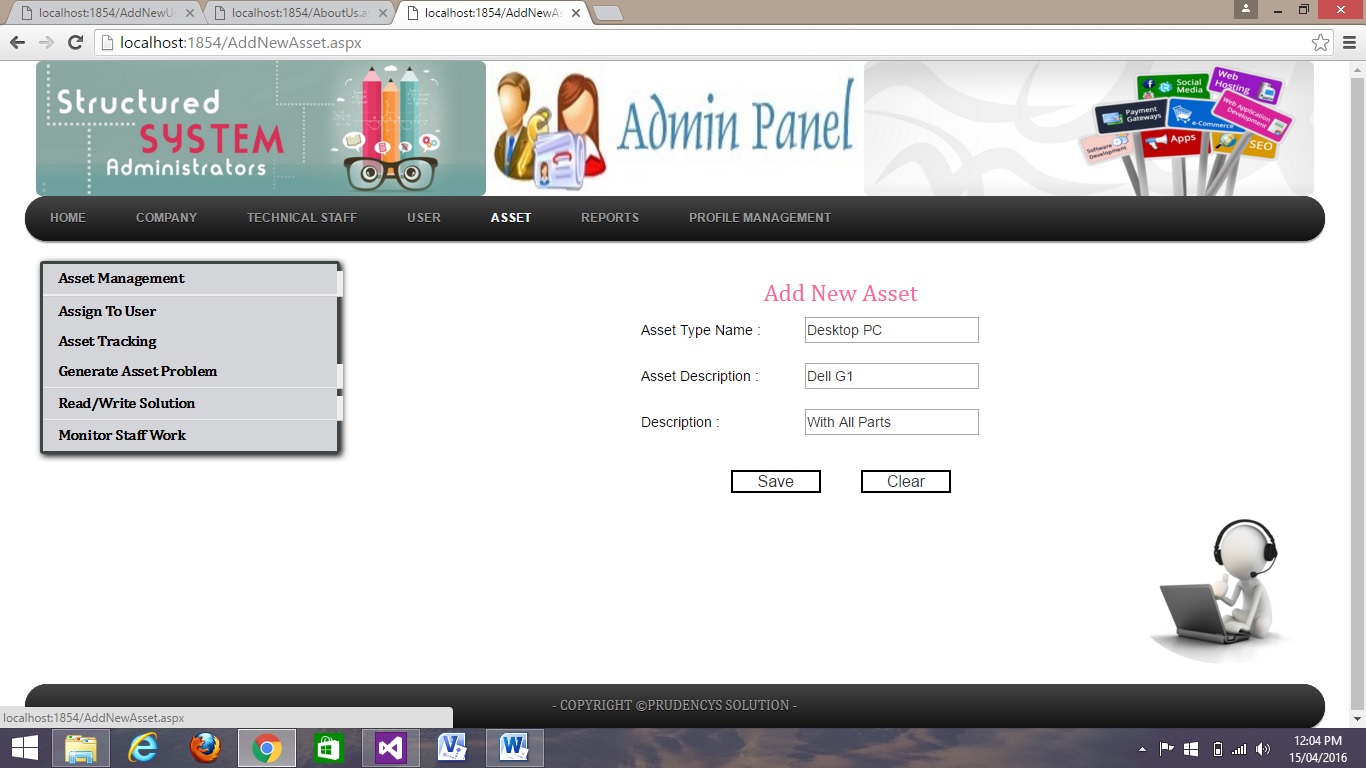 localhost:1854/AddNewU
localhost:1854/AboutUs.a
localhost:1854/AddNewAs
localhost:1854/AddNewAsset.aspx
Structured
SYSTEM
Administrators
Admin Panel
Social
Media
Web
Hosting
Payment
Gateways
e-Commerce
Web Application
Development
Software
Development
Apps
SEO
HOME COMPANY TECHNICAL STAFF USER ASSET REPORTS PROFILE MANAGEMENT
Asset Management
Assign To User
Asset Tracking
Generate Asset Problem
Read/Write Solution
Monitor Staff Work
Add New Asset
Asset Type Name : Desktop PC
Asset Description : Dell G1
Description : With All Parts
Save Clear
- COPYRIGHT ©PRUDENCYS SOLUTION -
localhost:1854/AddNewAsset.aspx
12:04 PM
15/04/2016